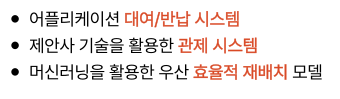 • 어플리케이션 대여/반납 시스템
• 제안사 기술을 활용한 관제 시스템
• 머신러닝을 활용한 우산 효율적 재배치 모델